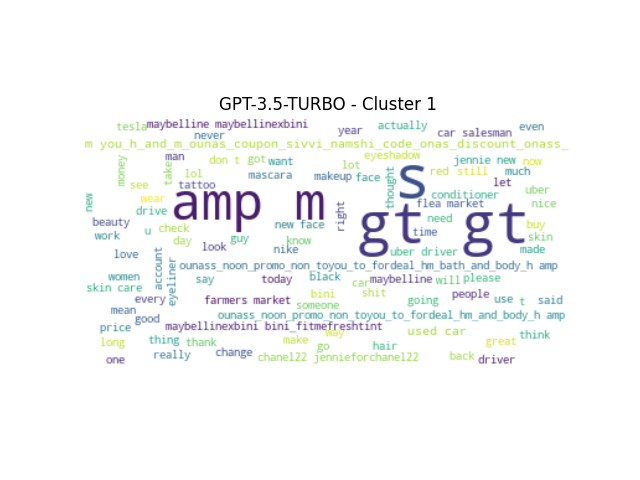 GPT-3.5-TURBO - Cluster 1
tesla maybelline maybellinexbini never year actually car salesman even
m you_h_and_m_ounas_coupon_sivvi_namshi_code_onas_discount_onass_
money man take don t got want lot eyeshadow jennie new now
see lol tattoo mascara makeup face thought s red still much let
new wear amp m right conditioner uber
drive gt gt flea market nice
beauty u check new face need time buy
work day guy know skin
love look nike uber driver made
account ounass_noon_promo_non_toyou_to_fordeal_hm_bath_and_body_h amp
women eyeliner say today black car maybelline will please
skin care bini shit people use t said
every farmers market someone going
mean good ounass_noon_promo_non_toyou_to_fordeal_hm_and_body_h amp
price maybellinexbini bini_fitmefreshtint way used car think
long thing thank make go hair great
one really change chanel22 jennieforchanel22 back driver